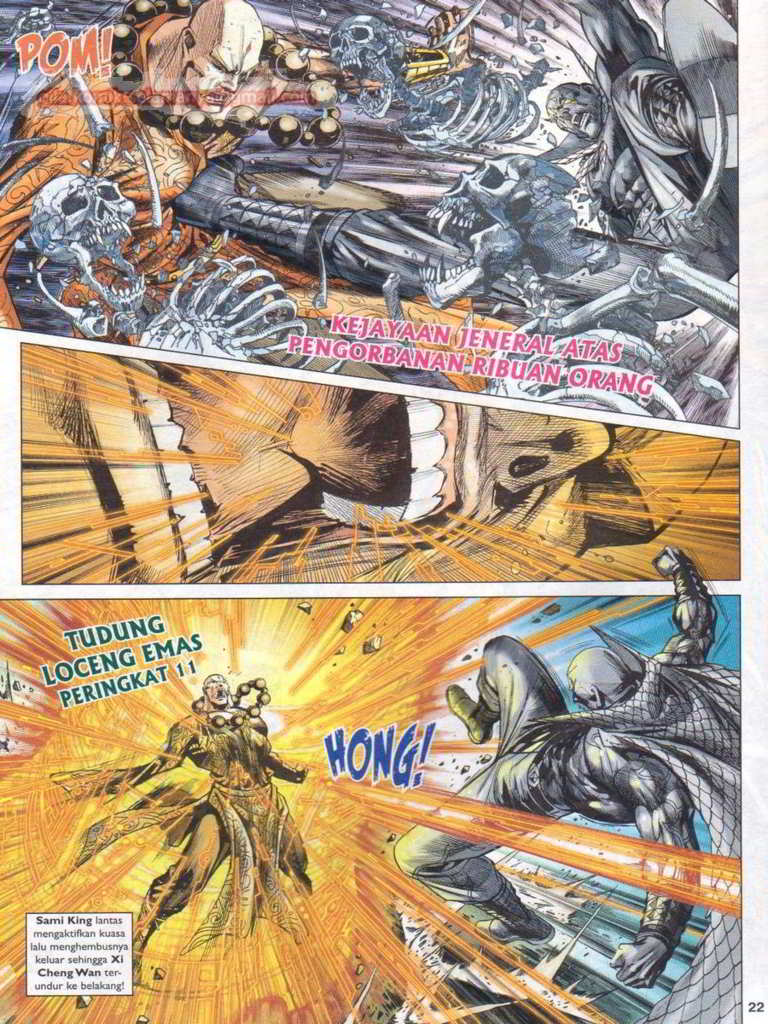 POM!
KEJAYAAN JENERAL ATAS
PENGORBANAN RIBUAN ORANG
TUDUNG
LOCENG EMAS
PERINGKAT 11
HONG!
Sami King lantas
mengaktifkan kuasa
lalu menghembusnya
keluar sehingga Xi
Cheng Wan ter-
undur ke belakang!
22